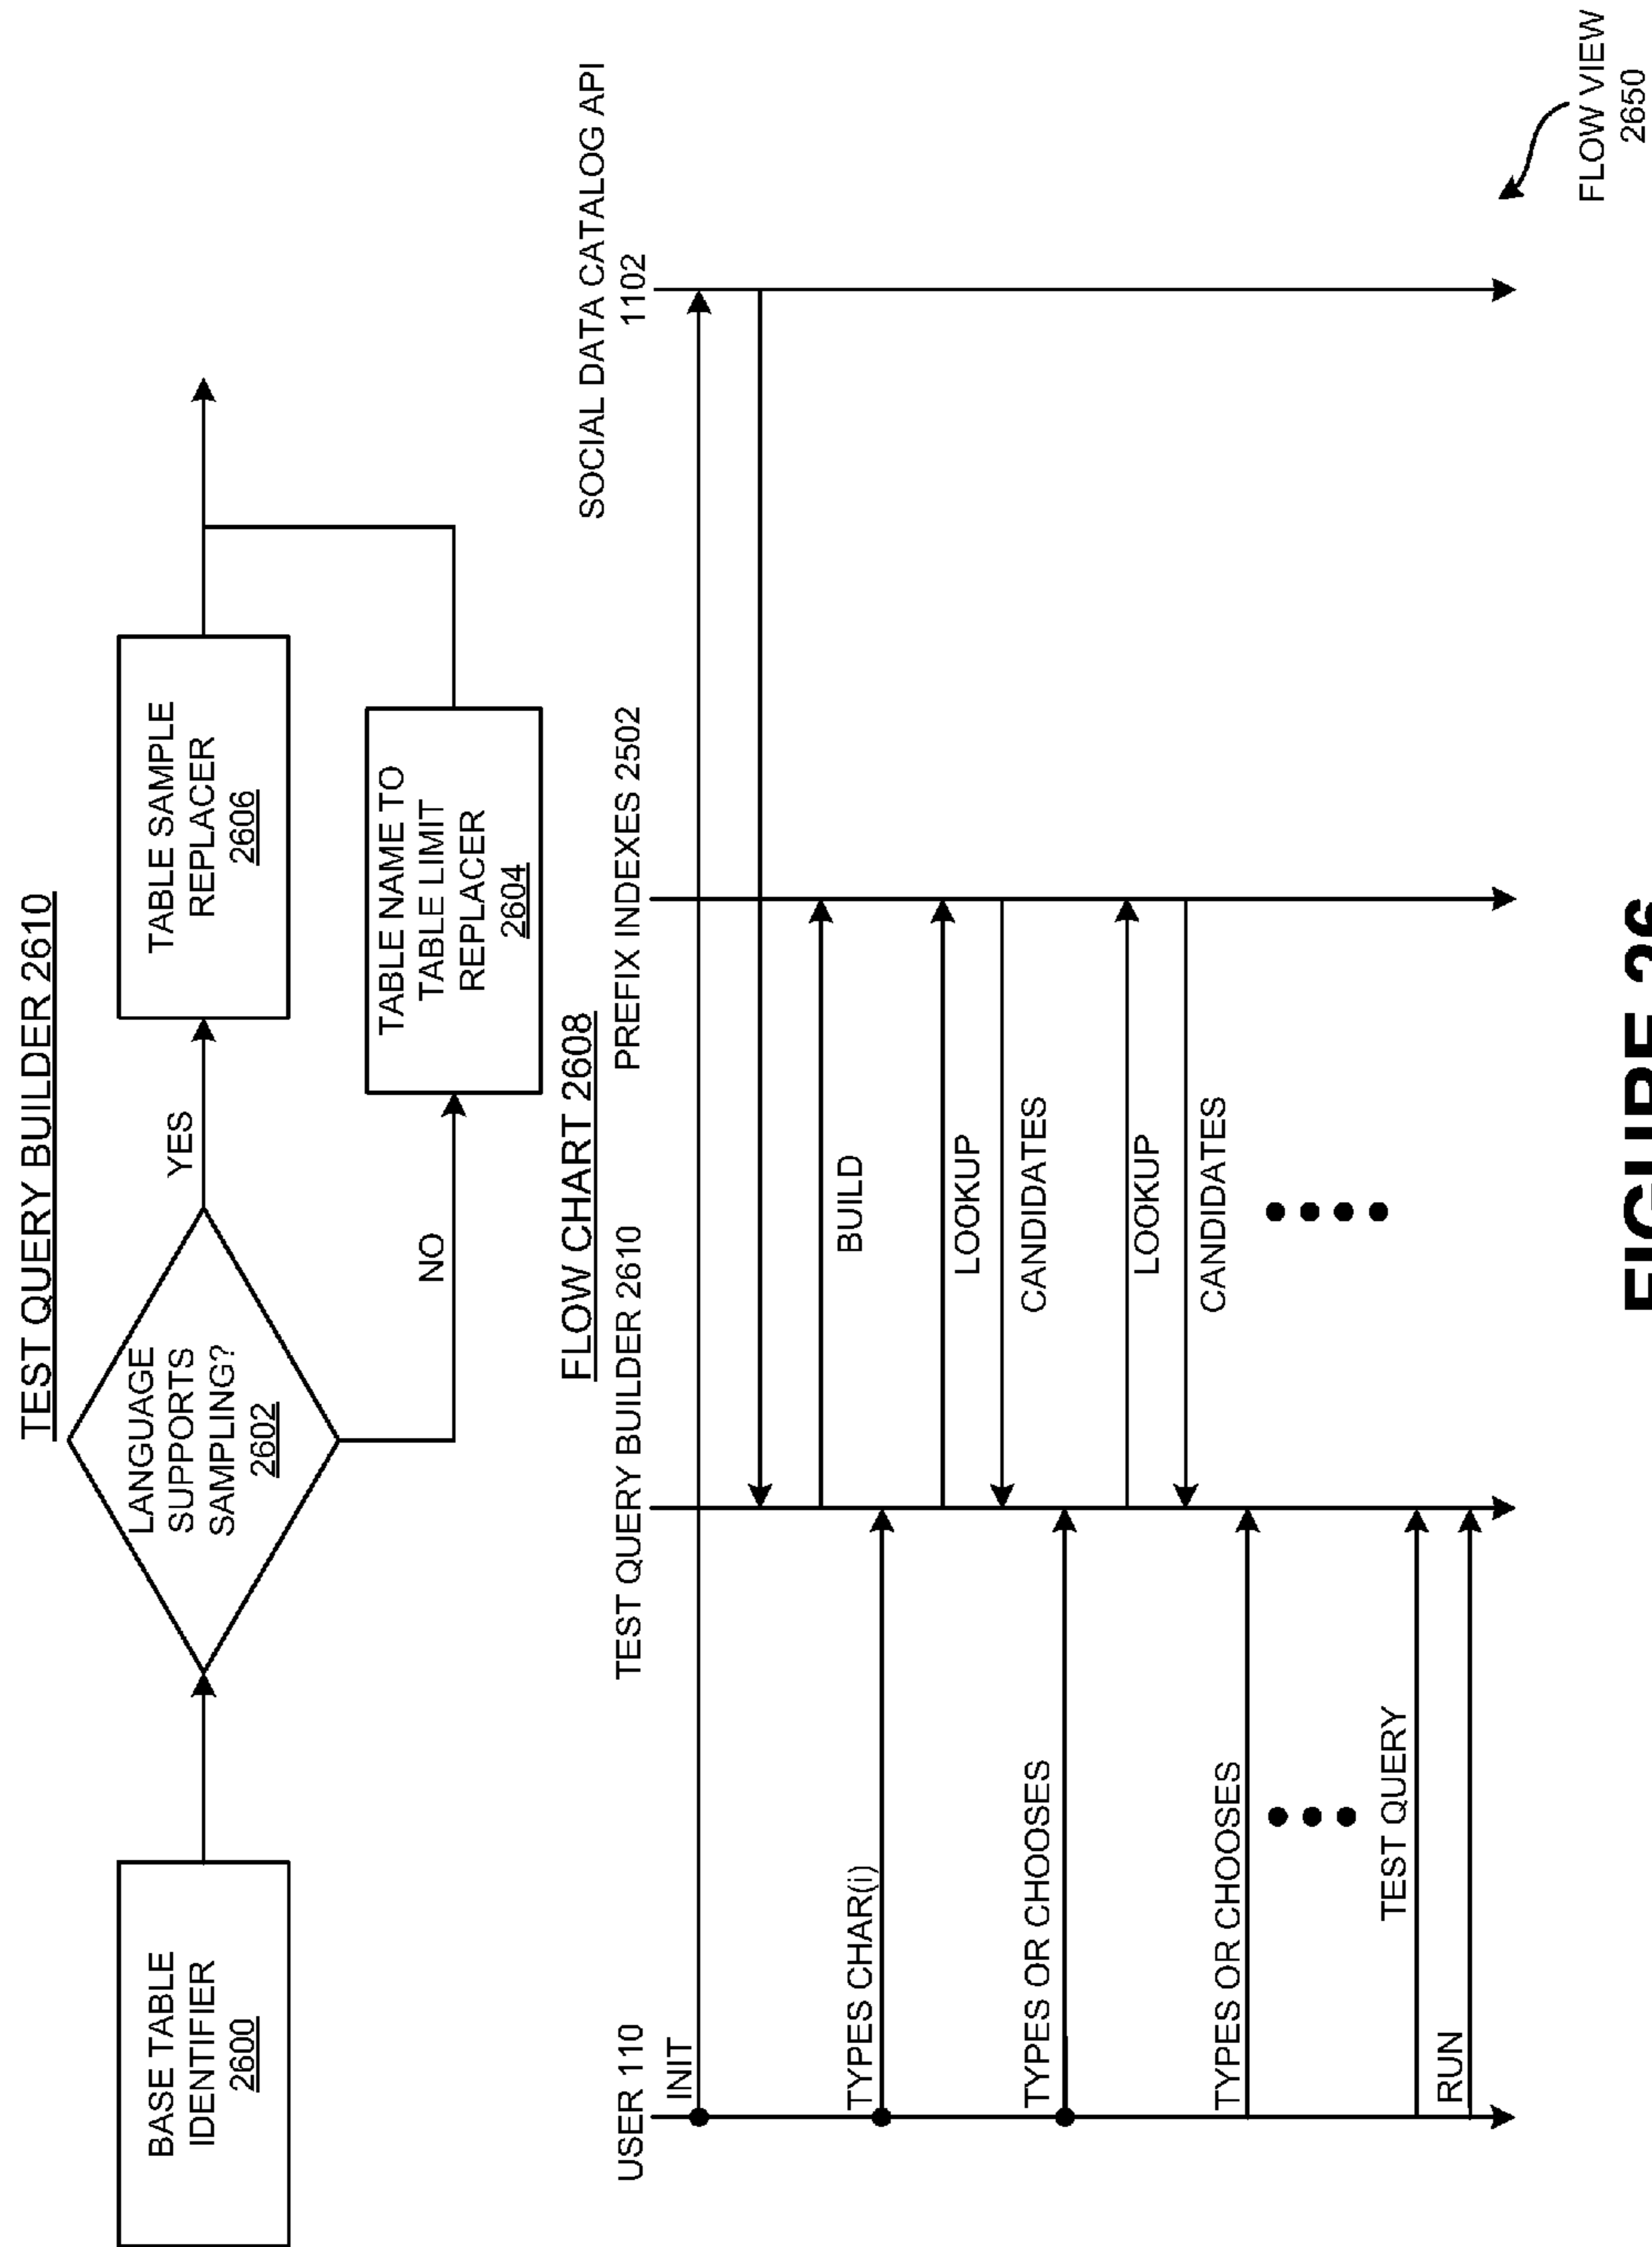 TEST QUERY BUILDER 2610
BASE TABLE
IDENTIFIER
2600
LANGUAGE
SUPPORTS
SAMPLING?
2602
YES
NO
TABLE SAMPLE
REPLACER
2606
TABLE NAME TO
TABLE LIMIT
REPLACER
2604
FLOW CHART 2608
USER 110
TEST QUERY BUILDER 2610
PREFIX INDEXES 2502
SOCIAL DATA CATALOG API
1102
INIT
BUILD
TYPES CHAR(i)
LOOKUP
CANDIDATES
TYPES OR CHOOSES
LOOKUP
CANDIDATES
TYPES OR CHOOSES
TEST QUERY
RUN
FLOW VIEW
2650
FIGURE 26